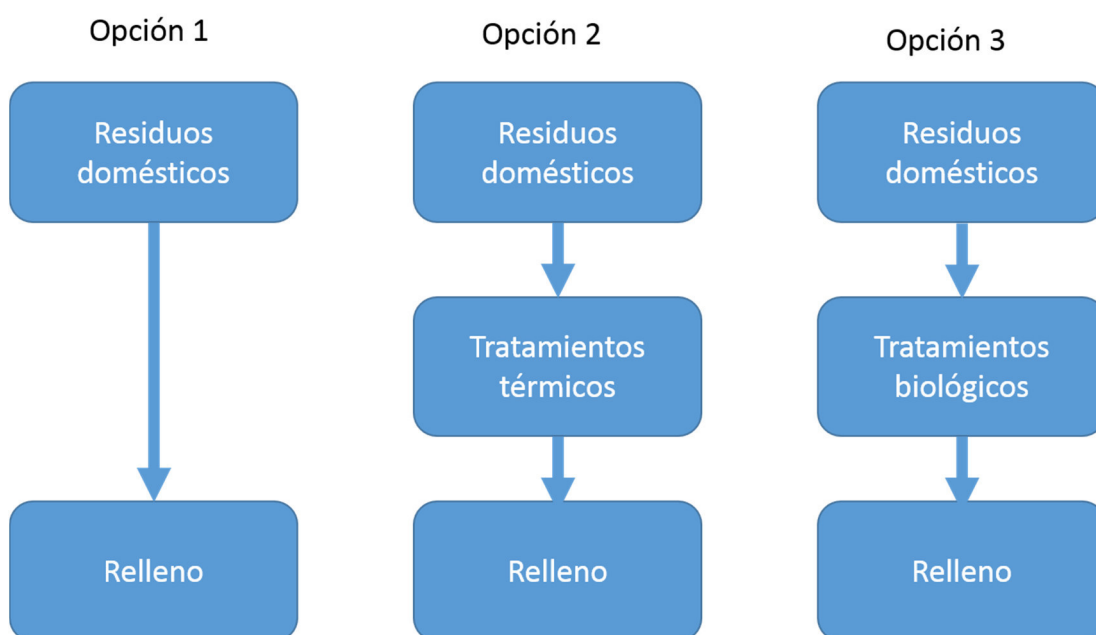 Opción 1
Residuos
domésticos
Relleno
Opción 2
Residuos
domésticos
Tratamientos
térmicos
Relleno
Opción 3
Residuos
domésticos
Tratamientos
biológicos
Relleno